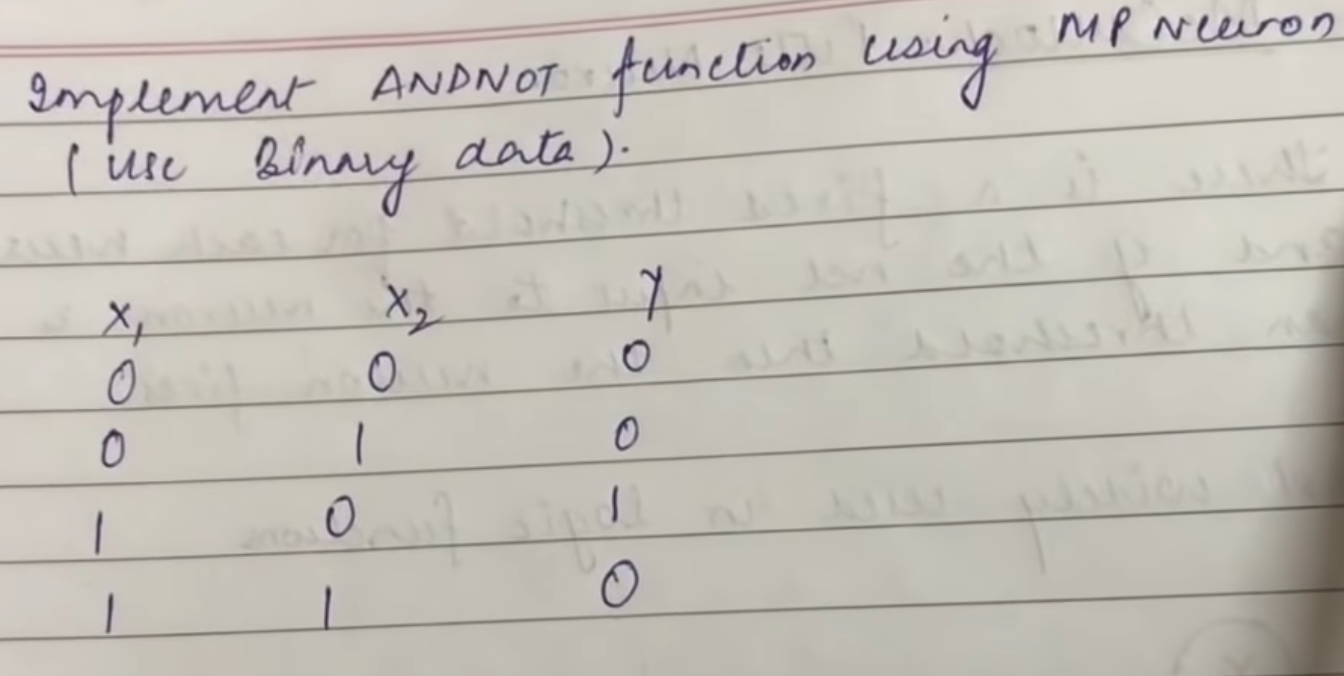 Implement ANDNOT function using MP Neuron
(Use Binary data).
X₁ X₂ Y
0 0 0
0 1 0
1 0 1
1 1 0